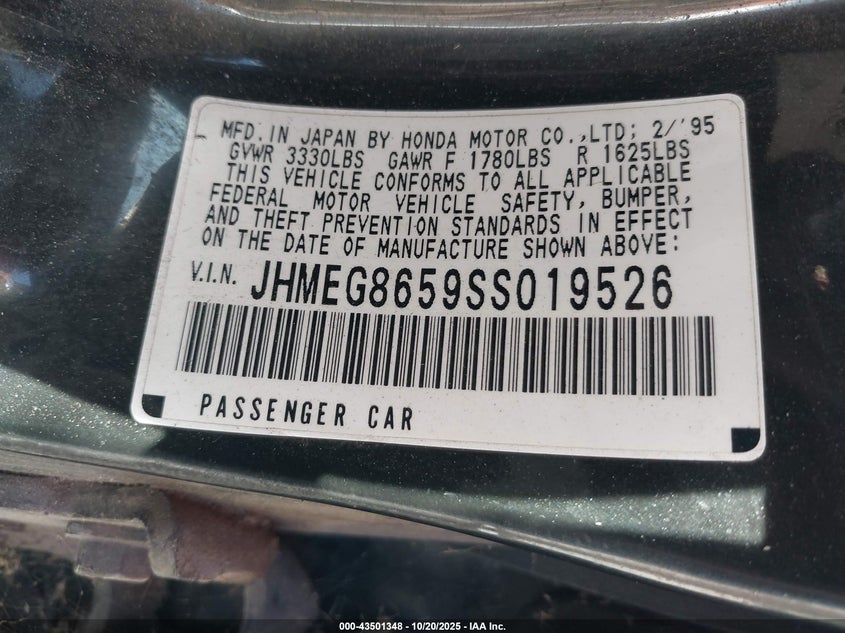 MFD. IN JAPAN BY HONDA MOTOR CO.,LTD; 2/'95
GVWR 3330LBS GAWR F 1780LBS R 1625LBS
THIS VEHICLE CONFORMS TO ALL APPLICABLE
FEDERAL MOTOR VEHICLE SAFETY, BUMPER,
AND THEFT PREVENTION STANDARDS IN EFFECT
ON THE DATE OF MANUFACTURE SHOWN ABOVE:
V.I.N. JHMEG8659SS019526
PASSENGER CAR
000-43501348 - 10/20/2025 - IAA Inc.